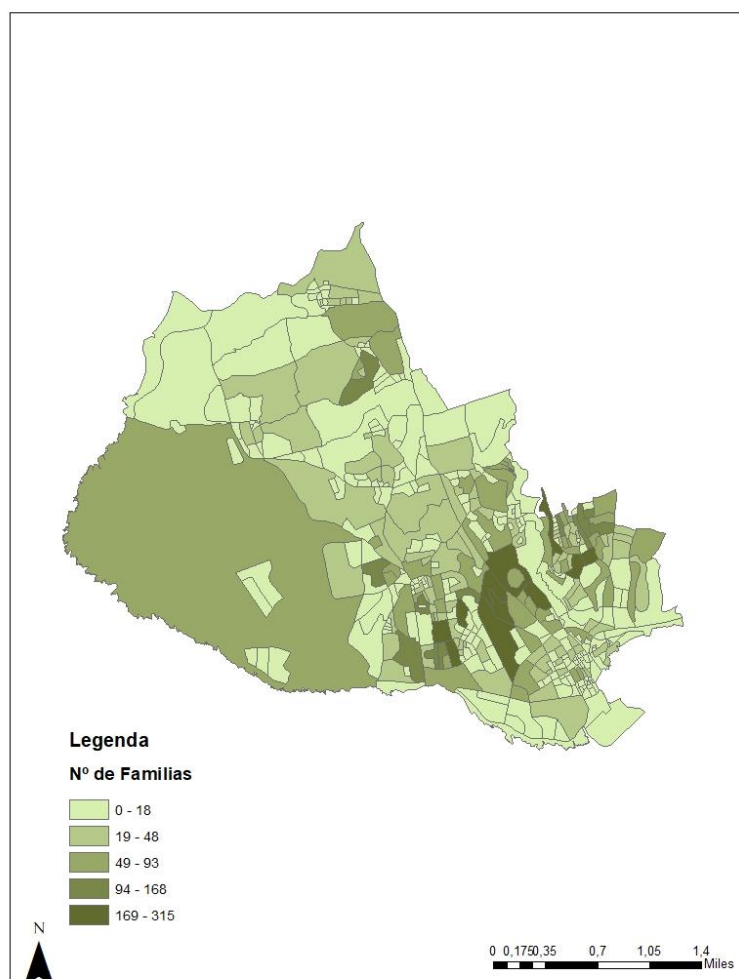 Legenda
Nº de Familias
0 - 18
19 - 48
49 - 93
94 - 168
169 - 315
N
0 0,1750,35 0,7 1,05 1,4
Miles